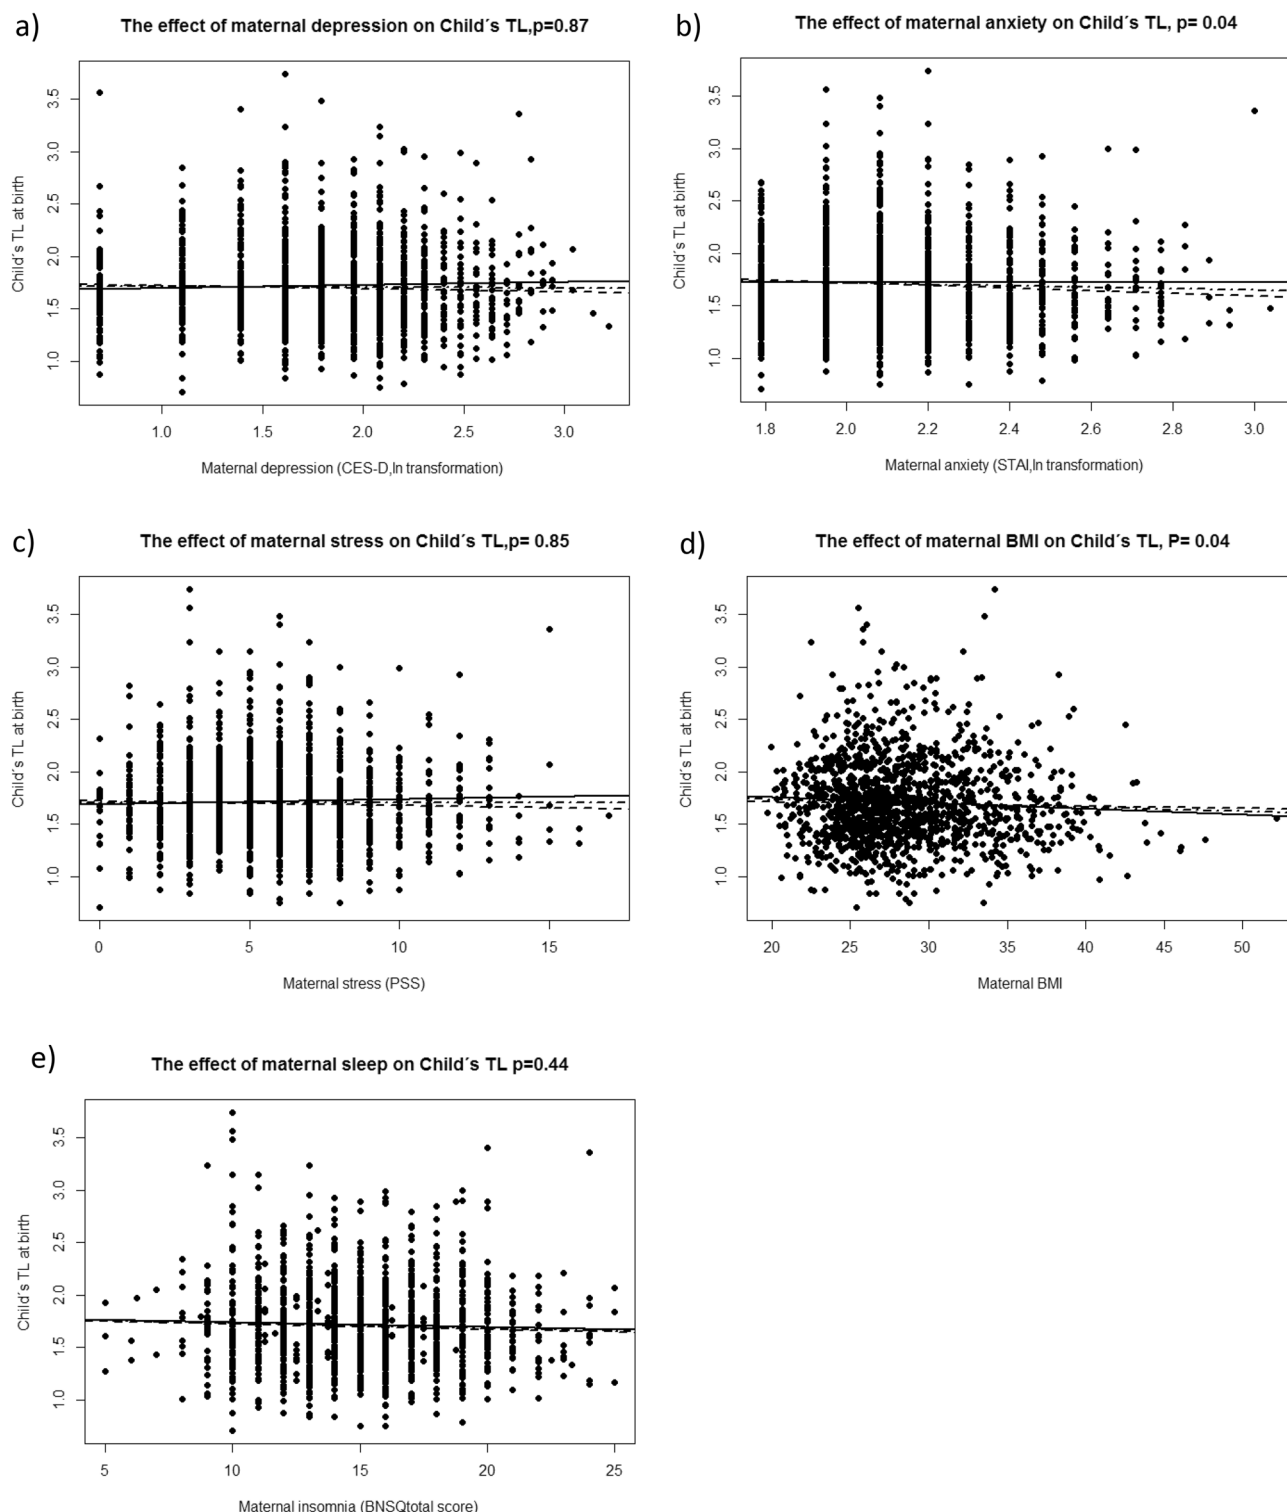 a)
The effect of maternal depression on Child´s TL,p=0.87
Child´s TL at birth
3.5
3.0
2.5
2.0
1.5
1.0
1.0
1.5
2.0
2.5
3.0
Maternal depression (CES-D,ln transformation)
b)
The effect of maternal anxiety on Child´s TL, p= 0.04
Child´s TL at birth
3.5
3.0
2.5
2.0
1.5
1.0
1.8
2.0
2.2
2.4
2.6
2.8
3.0
Maternal anxiety (STAI,ln transformation)
c)
The effect of maternal stress on Child´s TL,p= 0.85
Child´s TL at birth
3.5
3.0
2.5
2.0
1.5
1.0
0
5
10
15
Maternal stress (PSS)
d)
The effect of maternal BMI on Child´s TL, P= 0.04
Child´s TL at birth
3.5
3.0
2.5
2.0
1.5
1.0
20
25
30
35
40
45
50
Maternal BMI
e)
The effect of maternal sleep on Child´s TL p=0.44
Child´s TL at birth
3.5
3.0
2.5
2.0
1.5
1.0
5
10
15
20
25
Maternal insomnia (BNSQtotal score)